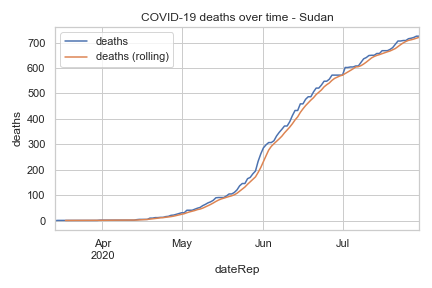 COVID-19 deaths over time - Sudan
deaths
deaths (rolling)
deaths
700
600
500
400
300
200
100
0
Apr
2020
May
Jun
Jul
dateRep